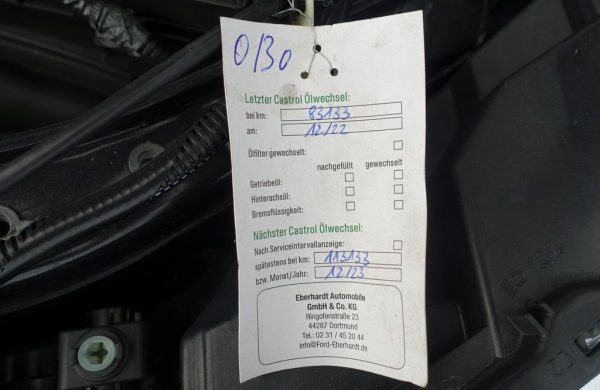 0/30
Letzter Castrol Ölwechsel:
bei km: 83133
am: 12/22
Ölfilter gewechselt:
nachgefüllt gewechselt
Getriebeöl:
Hinterachsöl:
Bremsflüssigkeit:
Nächster Castrol Ölwechsel:
Nach Serviceintervallanzeige:
spätestens bei km: 113133
bzw. Monat/Jahr: 12/23
Eberhardt Automobile
GmbH & Co. KG
Ringofenstraße 23
44287 Dortmund
Tel.: 02 31 / 45 20 44
info@Ford-Eberhardt.de